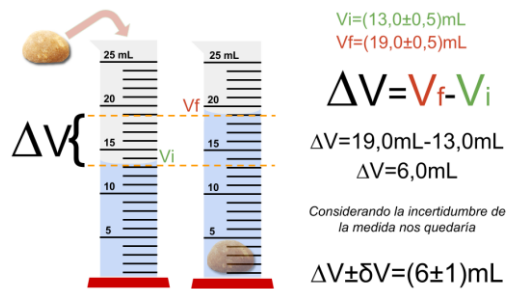 Vi=(13,0±0,5)mL
Vf=(19,0±0,5)mL
ΔV=Vf-Vi
ΔV=19,0mL-13,0mL
ΔV=6,0mL
Considerando la incertidumbre de
la medida nos quedaría
ΔV±δV=(6±1)mL
ΔV
25 mL
20
15
10
5
Vi
Vf
25 mL
20
15
10
5